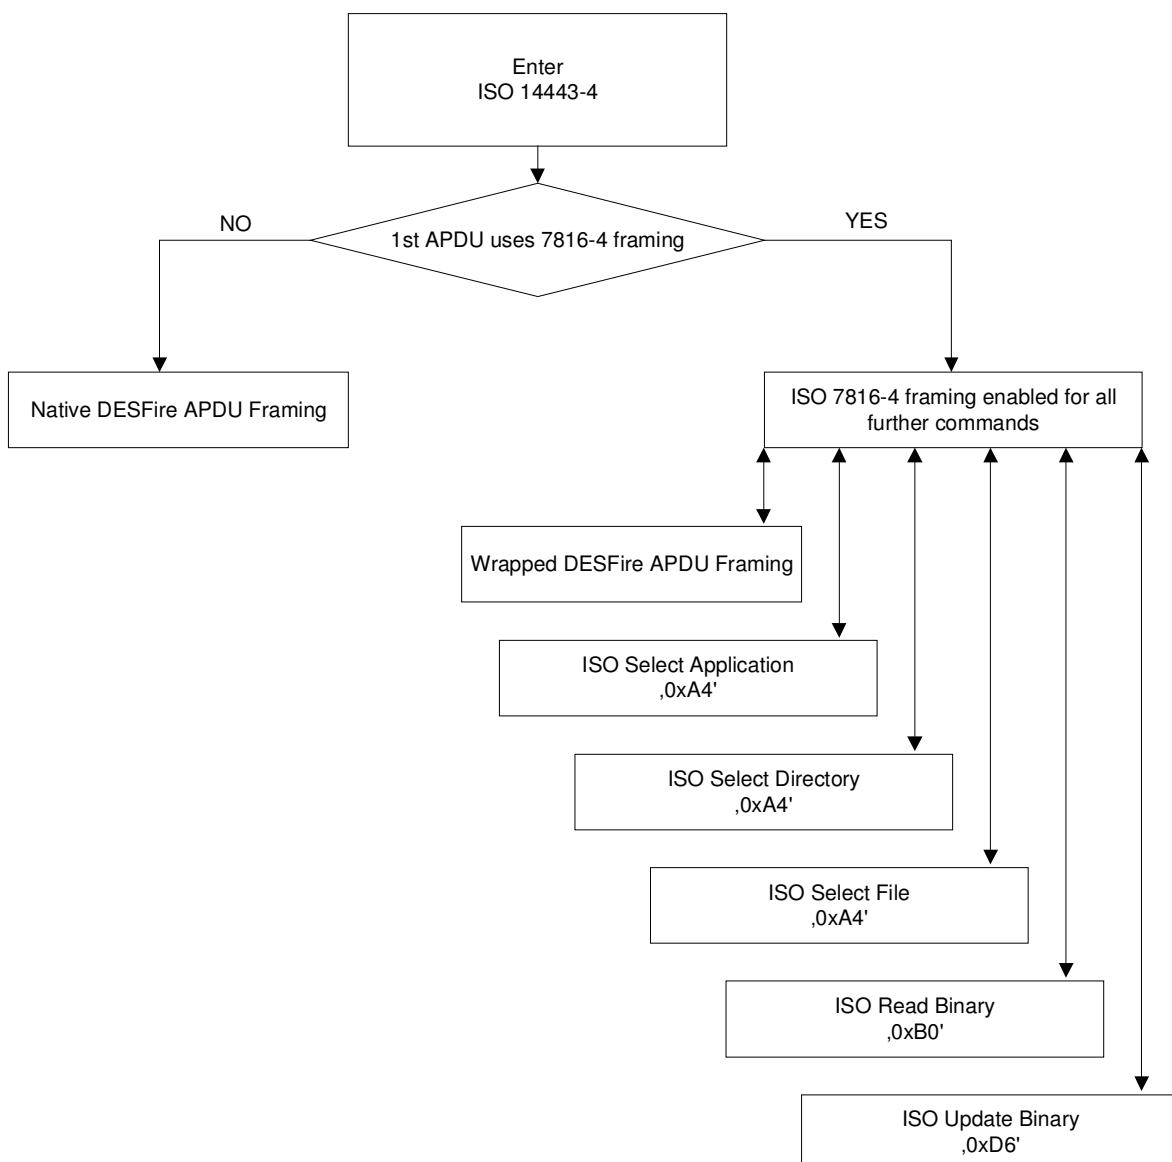 Enter
ISO 14443-4
NO
1st APDU uses 7816-4 framing
YES
Native DESFire APDU Framing
ISO 7816-4 framing enabled for all
further commands
Wrapped DESFire APDU Framing
ISO Select Application
,0xA4'
ISO Select Directory
,0xA4'
ISO Select File
,0xA4'
ISO Read Binary
,0xB0'
ISO Update Binary
,0xD6'